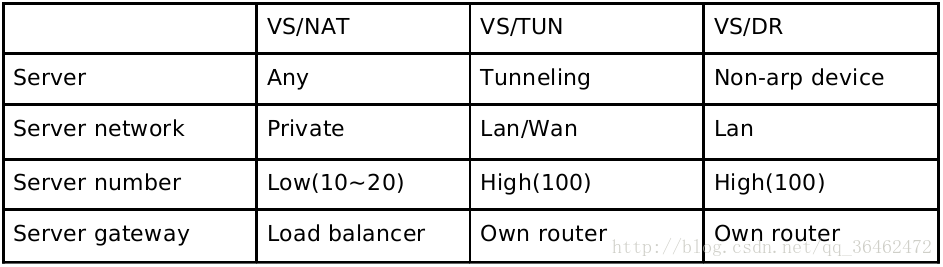 VS/NAT VS/TUN VS/DR
Server Any Tunneling Non-arp device
Server network Private Lan/Wan Lan
Server number Low(10~20) High(100) High(100)
Server gateway Load balancer Own router Own router
http://blog.csdn.net/qq_36462472